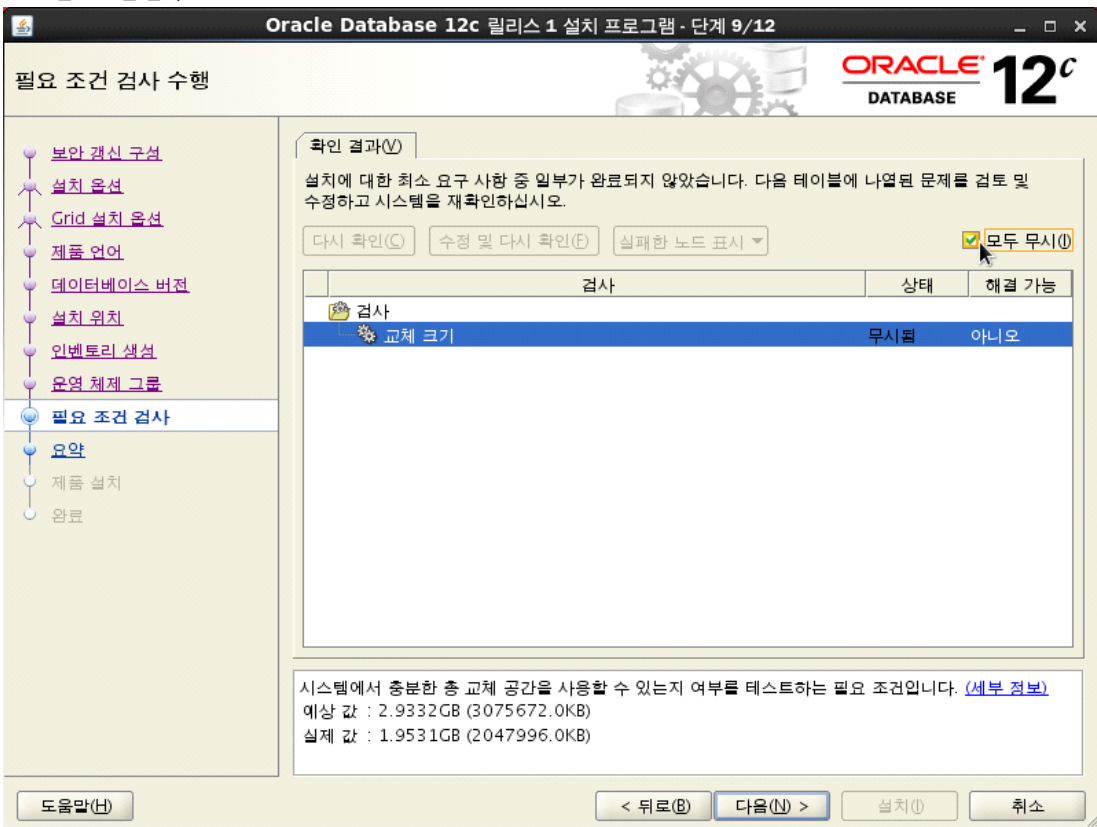 Oracle Database 12c 릴리스 1 설치 프로그램 - 단계 9/12
필요 조건 검사 수행
ORACLE
DATABASE
12c
보안 갱신 구성
설치 옵션
Grid 설치 옵션
제품 언어
데이터베이스 버전
설치 위치
인벤토리 생성
운영 체제 그룹
필요 조건 검사
요약
제품 설치
완료
확인 결과(V)
설치에 대한 최소 요구 사항 중 일부가 완료되지 않았습니다. 다음 테이블에 나열된 문제를 검토 및
수정하고 시스템을 재확인하십시오.
다시 확인(C) 수정 및 다시 확인(F) 실패한 노드 표시 모두 무시(I)
검사 상태 해결 가능
검사
교체 크기 무시됨 아니오
시스템에서 충분한 총 교체 공간을 사용할 수 있는지 여부를 테스트하는 필요 조건입니다. (세부 정보)
예상 값 : 2.9332GB (3075672.0KB)
실제 값 : 1.9531GB (2047996.0KB)
도움말(H) < 뒤로(B) 다음(N) > 설치(I) 취소